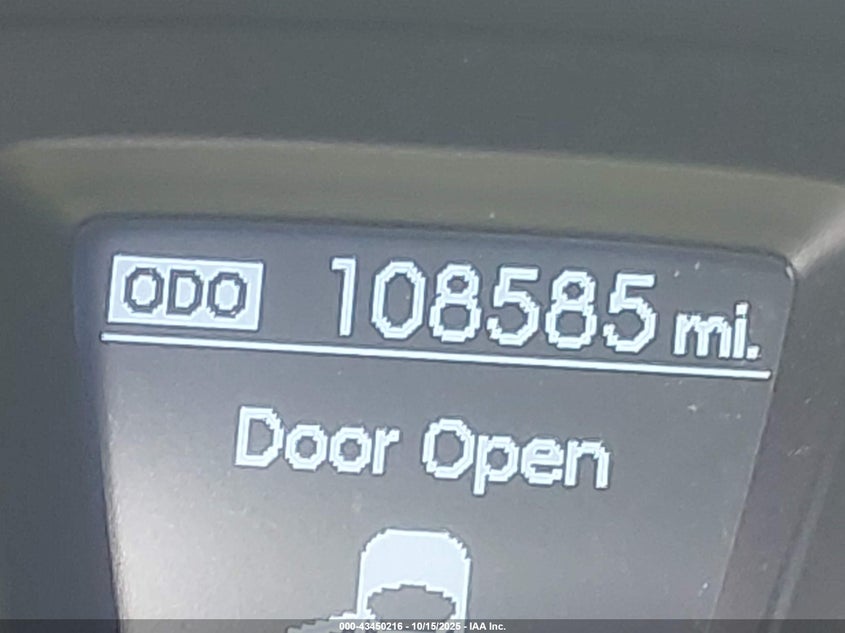 ODO 108585 mi.
Door Open
000-43450216 - 10/15/2025 - IAA Inc.